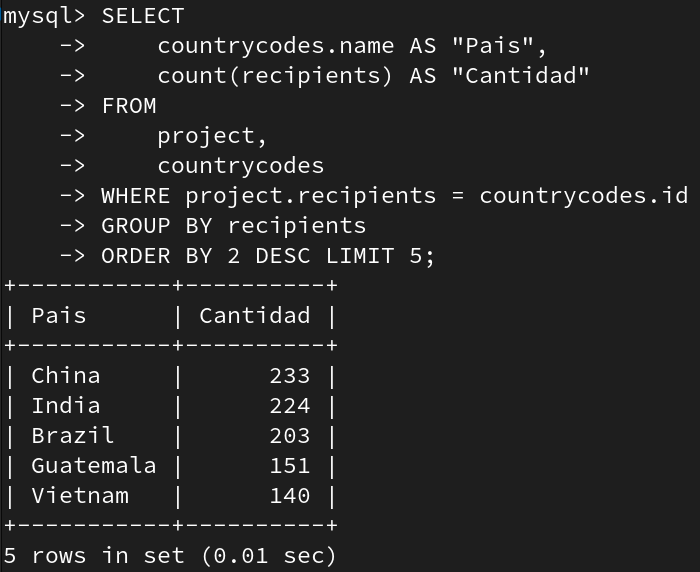 mysql> SELECT
    ->     countrycodes.name AS "Pais",
    ->     count(recipients) AS "Cantidad"
    -> FROM
    ->     project,
    ->     countrycodes
    -> WHERE project.recipients = countrycodes.id
    -> GROUP BY recipients
    -> ORDER BY 2 DESC LIMIT 5;
+-----------+----------+
| Pais      | Cantidad |
+-----------+----------+
| China     |      233 |
| India     |      224 |
| Brazil    |      203 |
| Guatemala |      151 |
| Vietnam   |      140 |
+-----------+----------+
5 rows in set (0.01 sec)